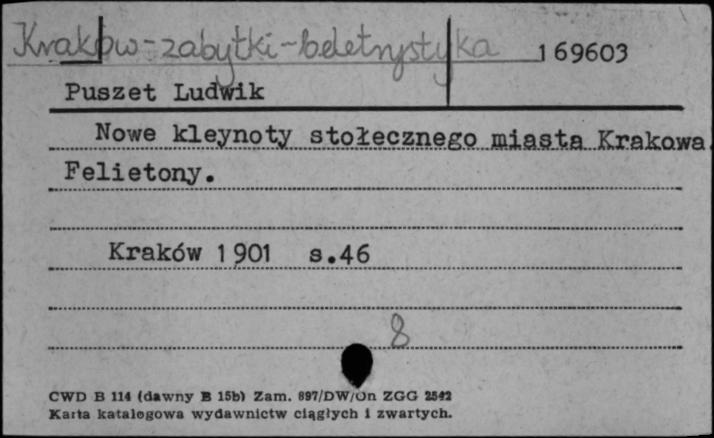 Kraków-zabytki-beletrystyka 169603
Puszet Ludwik
Nowe kleynoty stołecznego miasta Krakowa.
Felietony.
Kraków 1901 s.46
8
CWD B 114 (dawny B 15b) Zam. 897/DW/On ZGG 2542
Karta katalogowa wydawnictw ciągłych i zwartych.